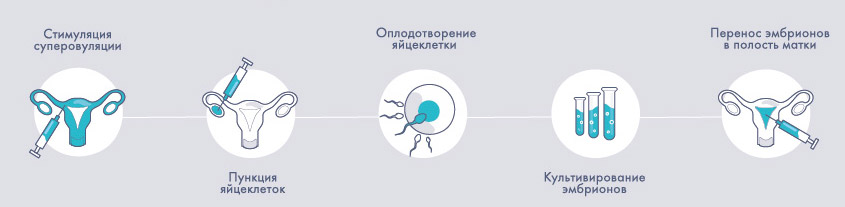 Стимуляция
суперовуляции
Пункция
яйцеклеток
Оплодотворение
яйцеклетки
Культивирование
эмбрионов
Перенос эмбрионов
в полость матки